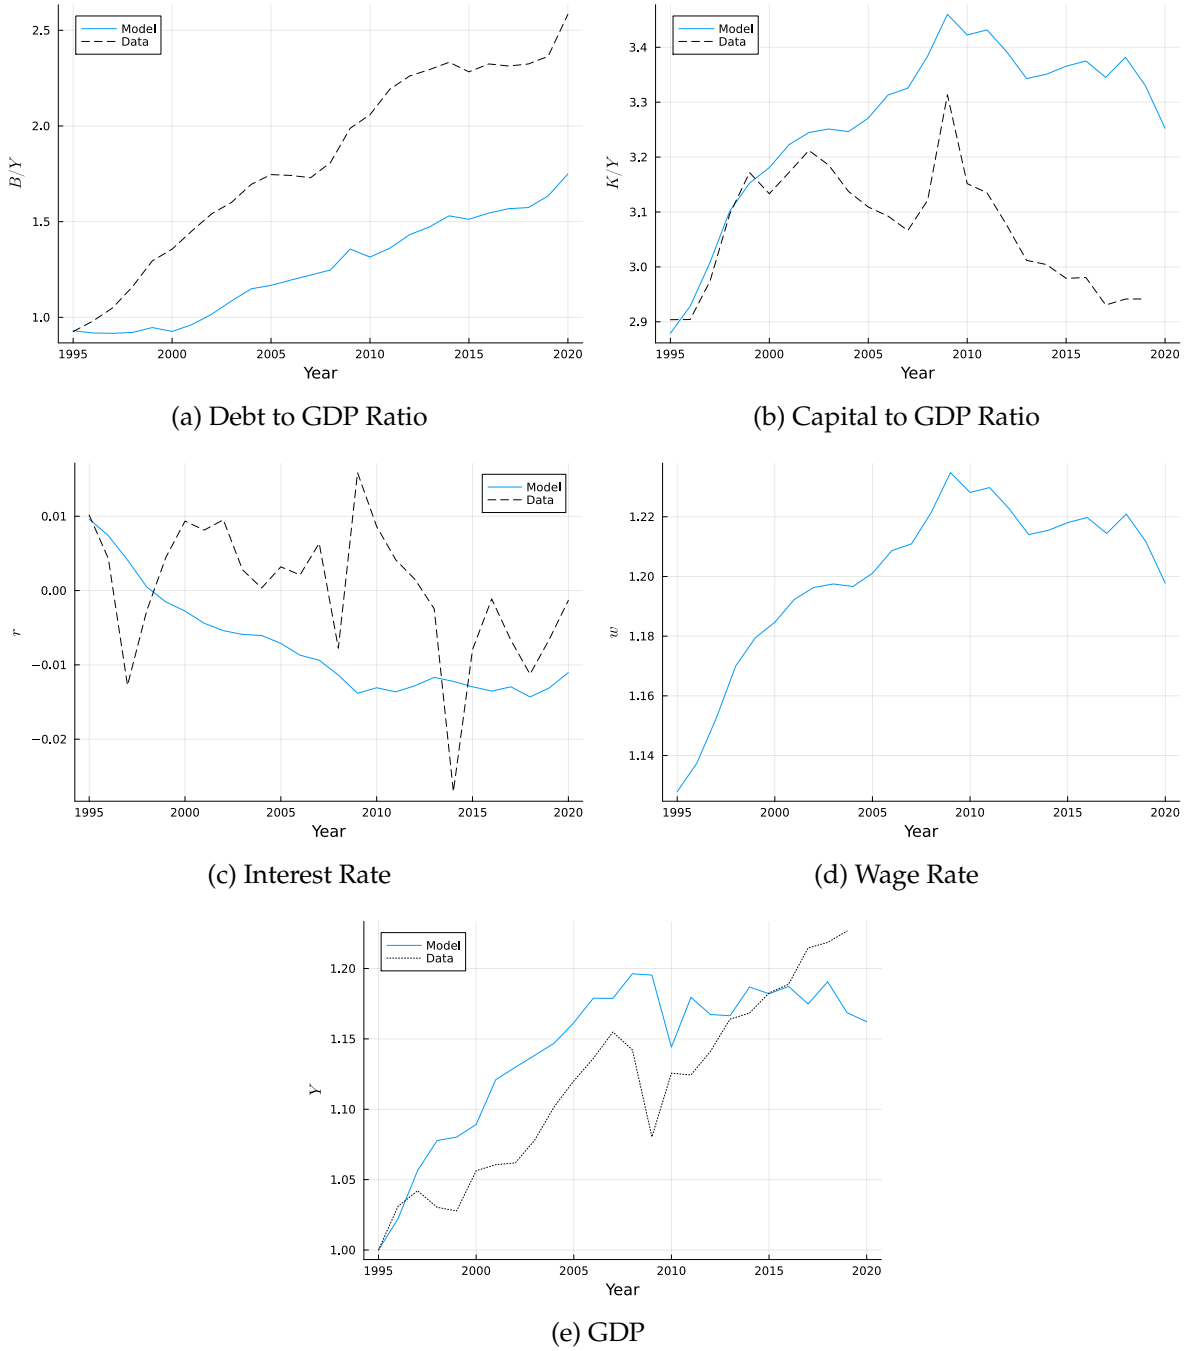 Model
Data
2.5
2.0
1.5
1.0
B/Y
1995 2000 2005 2010 2015 2020
Year
(a) Debt to GDP Ratio
Model
Data
3.4
3.3
3.2
3.1
3.0
2.9
K/Y
1995 2000 2005 2010 2015 2020
Year
(b) Capital to GDP Ratio
Model
Data
0.01
0.00
−0.01
−0.02
r
1995 2000 2005 2010 2015 2020
Year
(c) Interest Rate
1.22
1.20
1.18
1.16
1.14
w
1995 2000 2005 2010 2015 2020
Year
(d) Wage Rate
Model
Data
1.20
1.15
1.10
1.05
1.00
Y
1995 2000 2005 2010 2015 2020
Year
(e) GDP